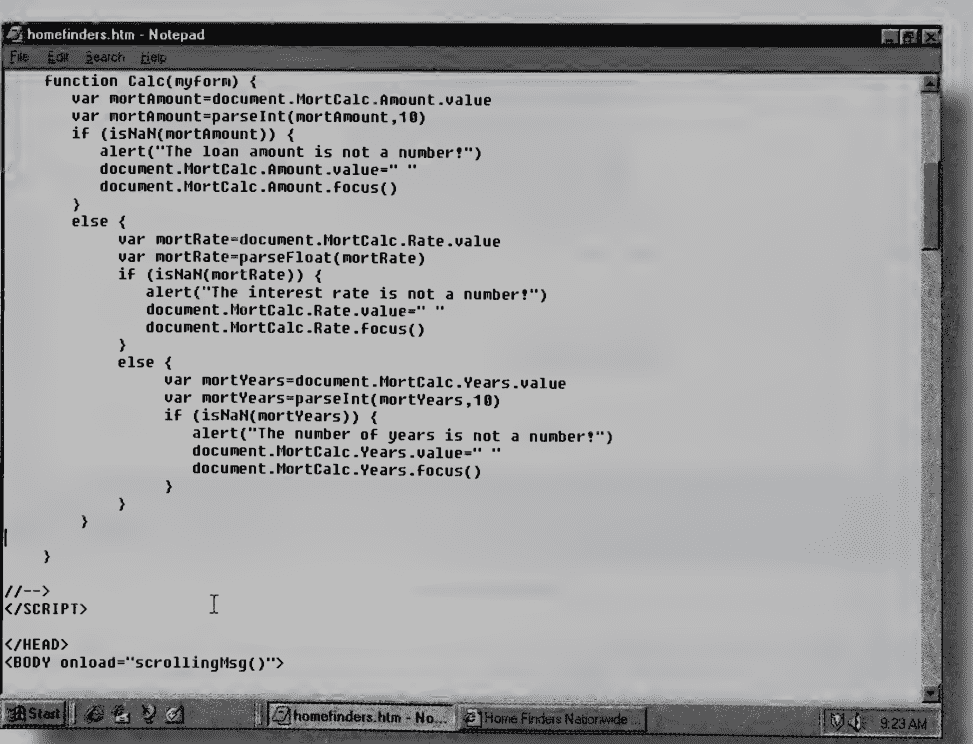 homefinders.htm - Notepad
File Edit Search Help
function Calc(myform) {
var mortAmount=document.MortCalc.Amount.value
var mortAmount=parseInt(mortAmount,10)
if (isNaN(mortAmount)) {
alert("The loan amount is not a number!")
document.MortCalc.Amount.value=" "
document.MortCalc.Amount.focus()
}
else {
var mortRate=document.MortCalc.Rate.value
var mortRate=parseFloat(mortRate)
if (isNaN(mortRate)) {
alert("The interest rate is not a number!")
document.MortCalc.Rate.value=" "
document.MortCalc.Rate.focus()
}
else {
var mortYears=document.MortCalc.Years.value
var mortYears=parseInt(mortYears,10)
if (isNaN(mortYears)) {
alert("The number of years is not a number!")
document.MortCalc.Years.value=" "
document.MortCalc.Years.focus()
}
}
}
}
//-->
</SCRIPT>
</HEAD>
<BODY onload="scrollingMsg()">
Start homefinders.htm - No... Home Finders Nationwide ... 9:23 AM